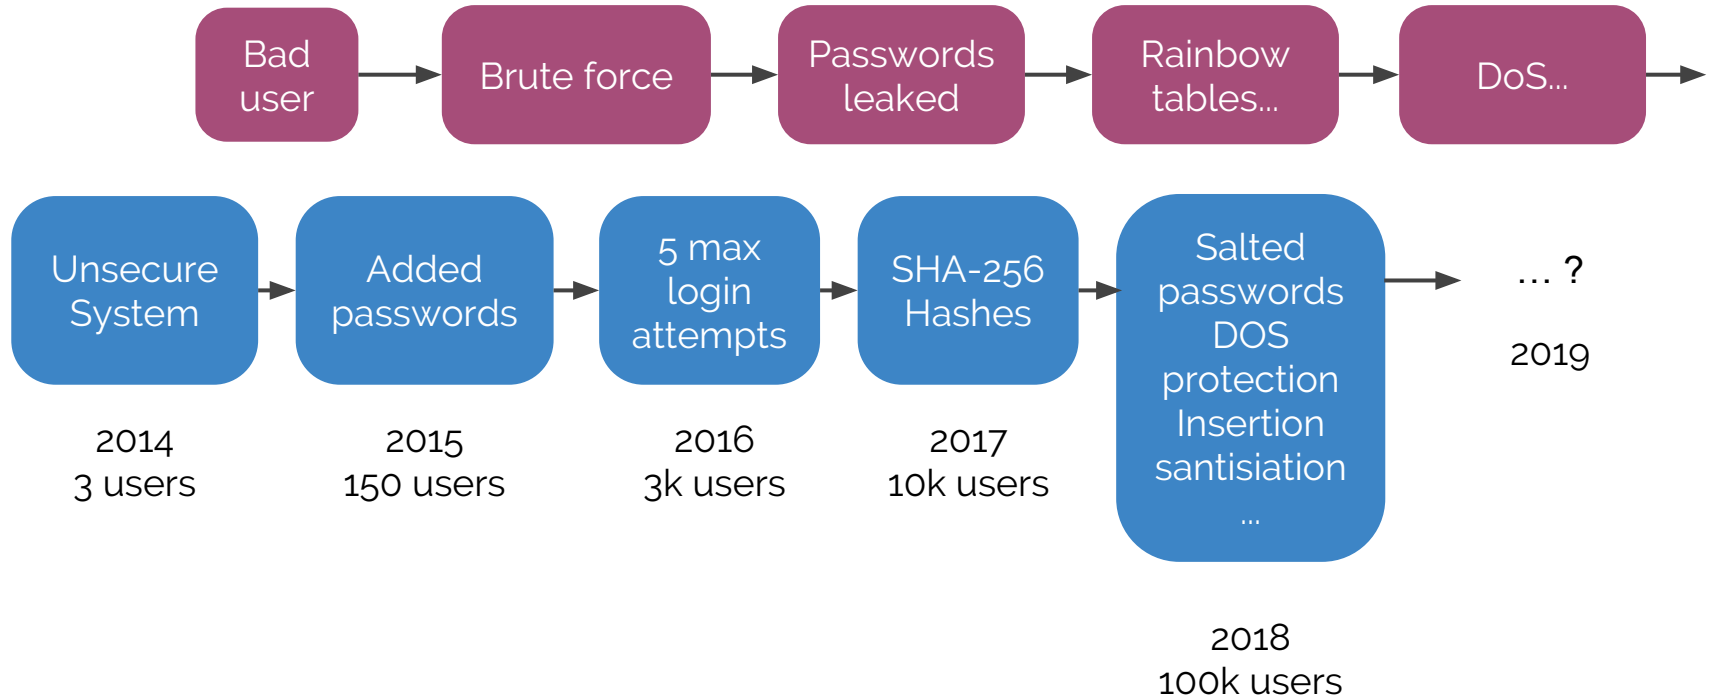 Bad
user
Brute force
Passwords
leaked
Rainbow
tables...
DoS...
Unsecure
System
Added
passwords
5 max
login
attempts
SHA-256
Hashes
Salted
passwords
DOS
protection
Insertion
santisiation
...
... ?
2019
2014
3 users
2015
150 users
2016
3k users
2017
10k users
2018
100k users